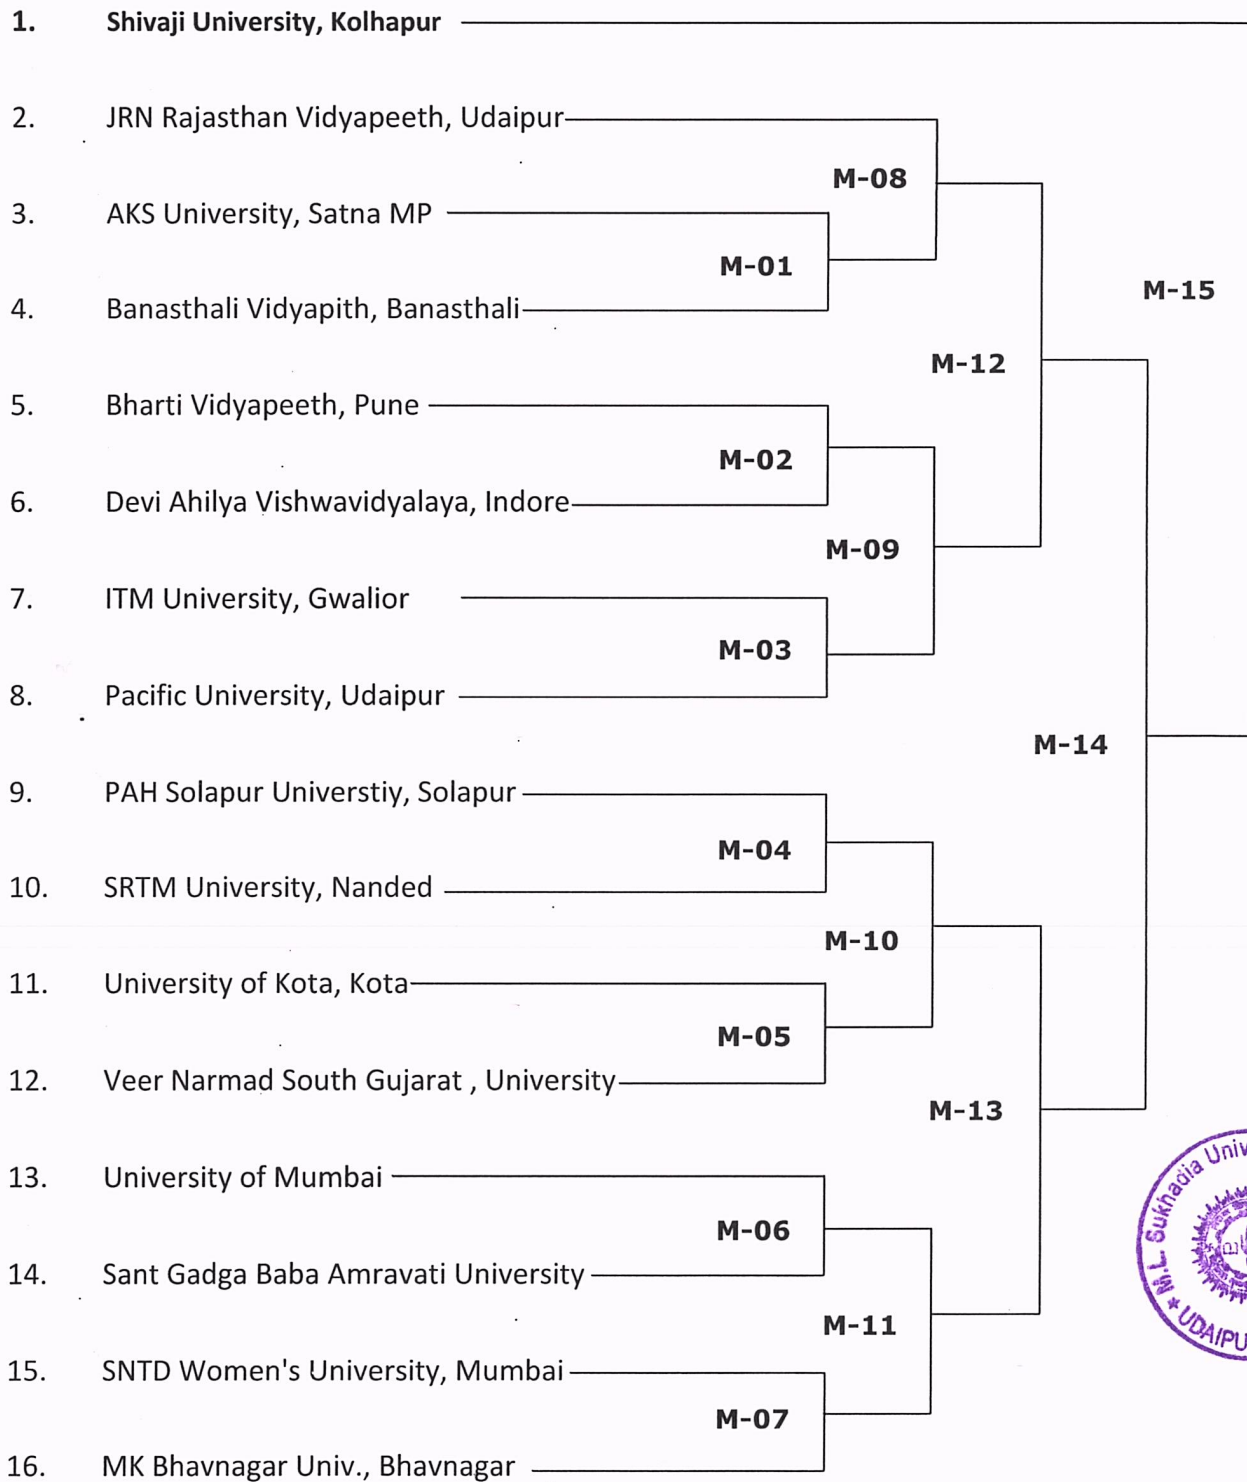 1. Shivaji University, Kolhapur
2. JRN Rajasthan Vidyapeeth, Udaipur
M-08
3. AKS University, Satna MP
M-01
M-15
4. Banasthali Vidyapith, Banasthali
M-12
5. Bharti Vidyapeeth, Pune
M-02
6. Devi Ahilya Vishwavidyalaya, Indore
M-09
7. ITM University, Gwalior
M-03
8. Pacific University, Udaipur
M-14
9. PAH Solapur Universtiy, Solapur
M-04
10. SRTM University, Nanded
M-10
11. University of Kota, Kota
M-05
12. Veer Narmad South Gujarat , University
M-13
13. University of Mumbai
M-06
14. Sant Gadga Baba Amravati University
M-11
15. SNTD Women's University, Mumbai
M-07
16. MK Bhavnagar Univ., Bhavnagar
M.L. Sukhadia Univ
★ UDAIPU